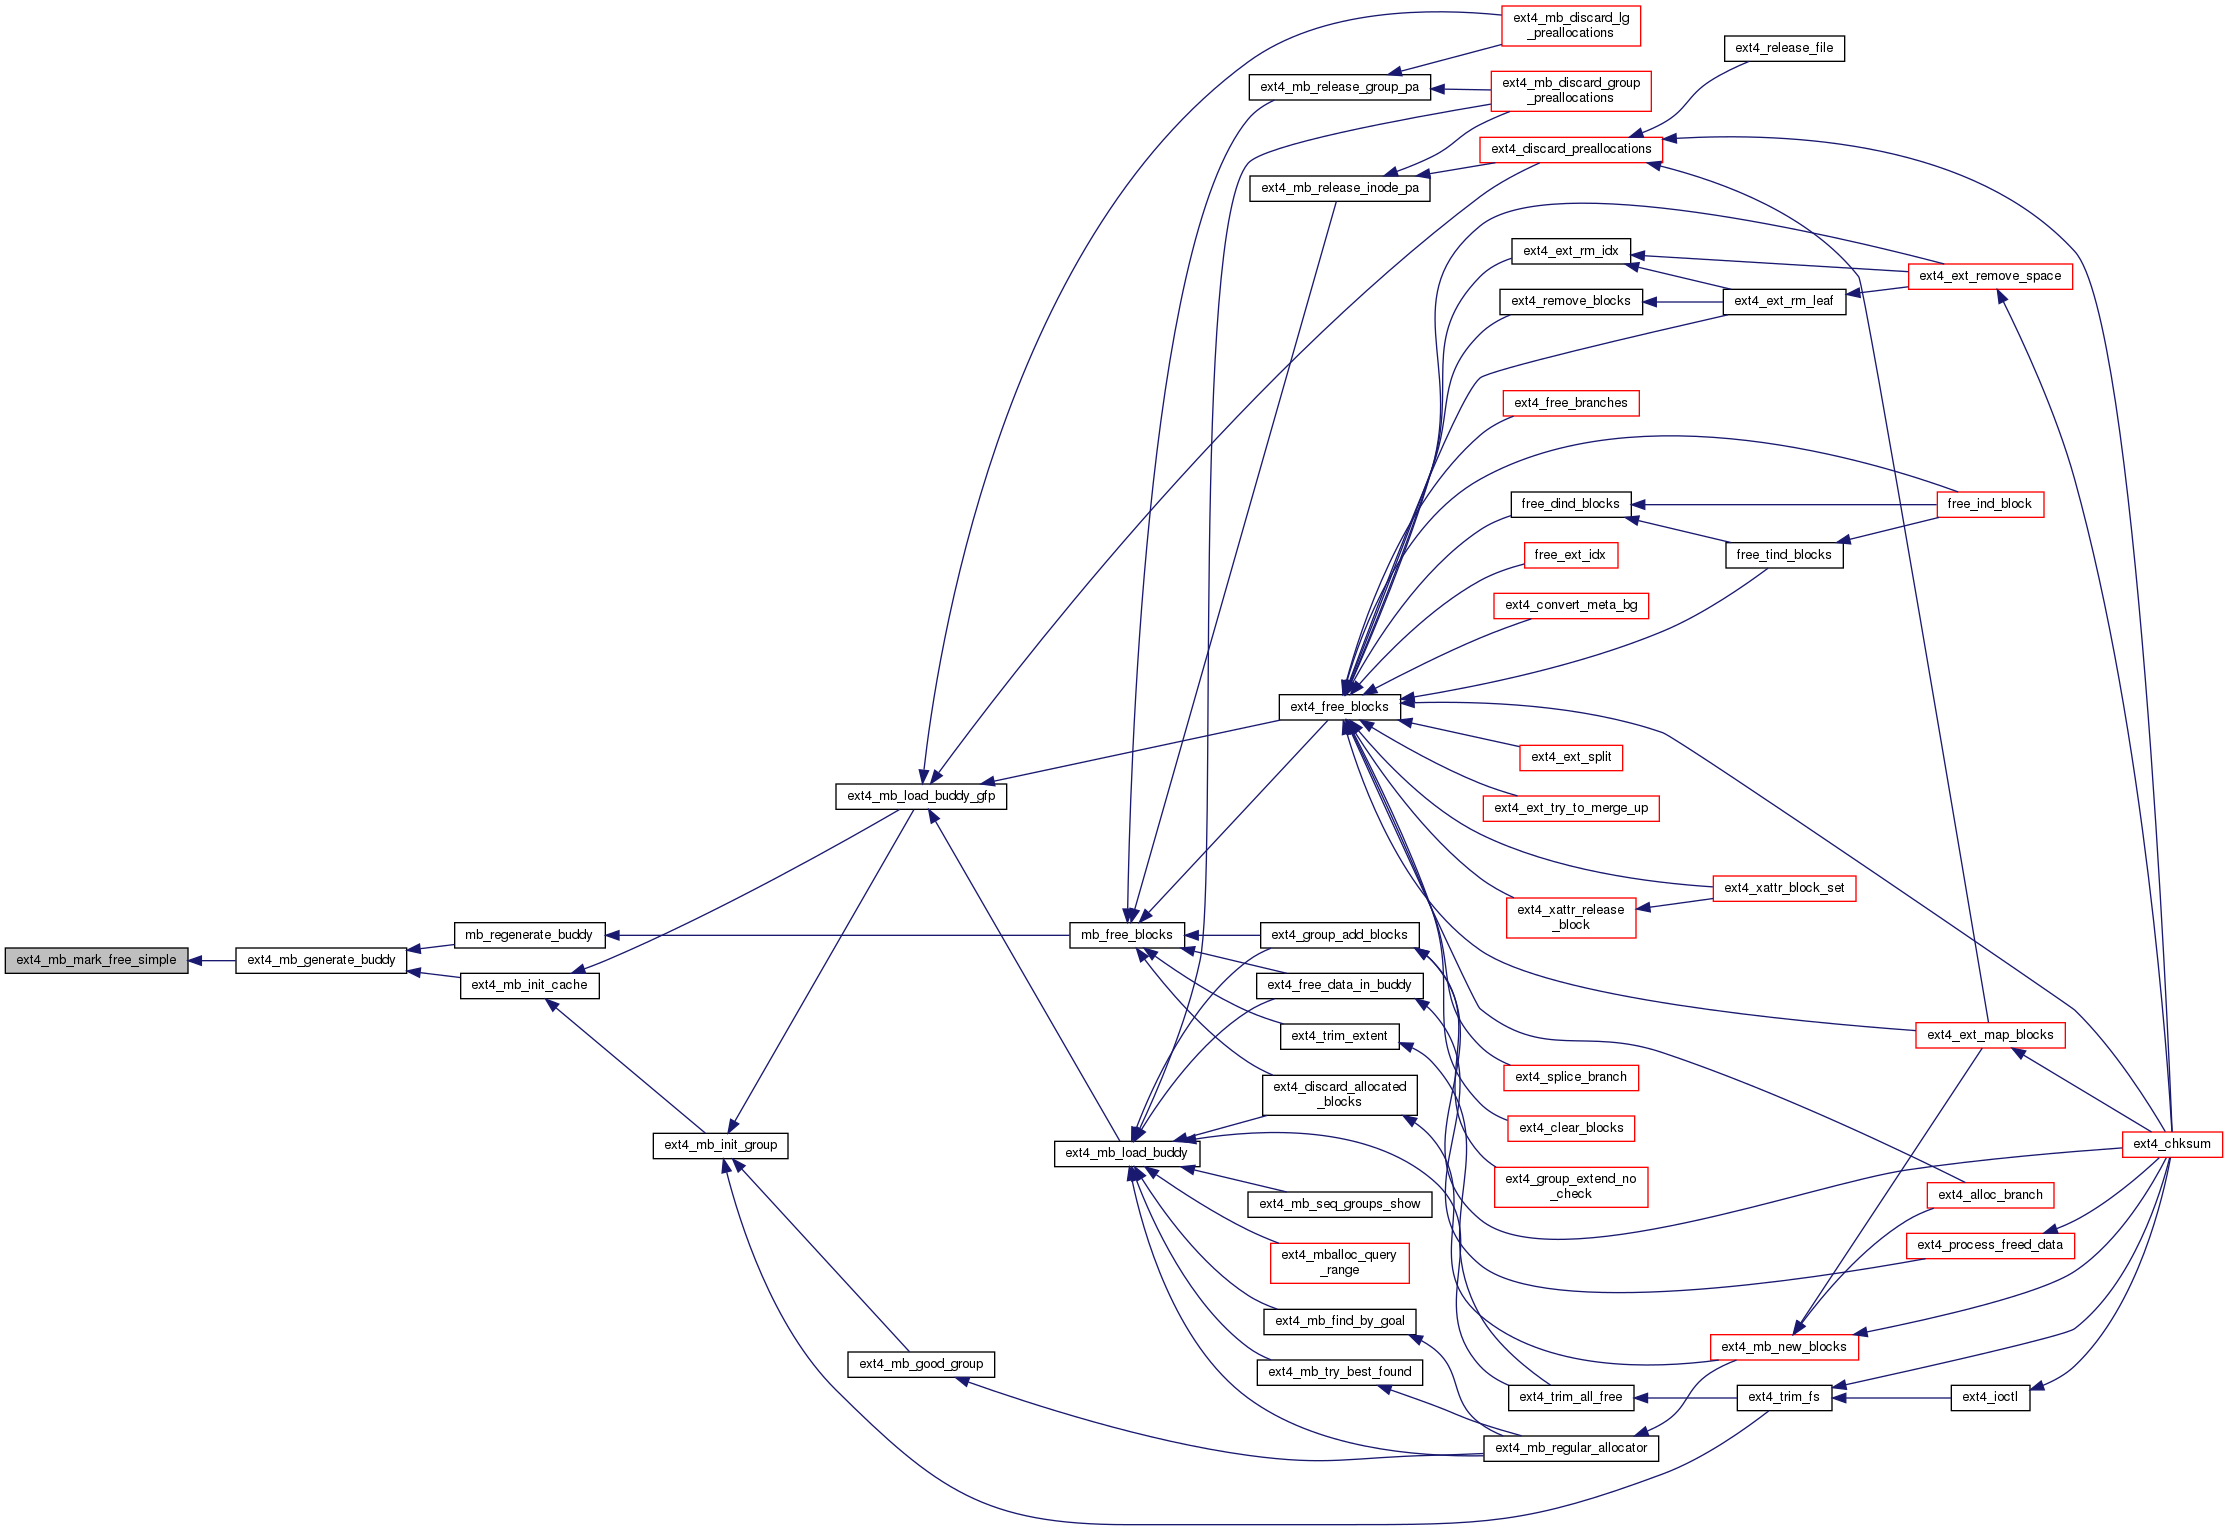 ext4_mb_discard_lg
_preallocations
ext4_release_file
ext4_mb_release_group_pa
ext4_mb_discard_group
_preallocations
ext4_discard_preallocations
ext4_mb_release_inode_pa
ext4_ext_rm_idx
ext4_ext_remove_space
ext4_remove_blocks
ext4_ext_rm_leaf
ext4_free_branches
free_dind_blocks
free_ind_block
free_ext_idx
free_tind_blocks
ext4_convert_meta_bg
ext4_free_blocks
ext4_ext_split
ext4_mb_load_buddy_gfp
ext4_ext_try_to_merge_up
ext4_xattr_block_set
ext4_xattr_release
_block
mb_regenerate_buddy
mb_free_blocks
ext4_group_add_blocks
ext4_mb_mark_free_simple
ext4_mb_generate_buddy
ext4_mb_init_cache
ext4_free_data_in_buddy
ext4_trim_extent
ext4_ext_map_blocks
ext4_splice_branch
ext4_discard_allocated
_blocks
ext4_clear_blocks
ext4_mb_init_group
ext4_mb_load_buddy
ext4_chksum
ext4_group_extend_no
_check
ext4_alloc_branch
ext4_mb_seq_groups_show
ext4_process_freed_data
ext4_mballoc_query
_range
ext4_mb_find_by_goal
ext4_mb_new_blocks
ext4_mb_good_group
ext4_mb_try_best_found
ext4_trim_all_free
ext4_trim_fs
ext4_ioctl
ext4_mb_regular_allocator